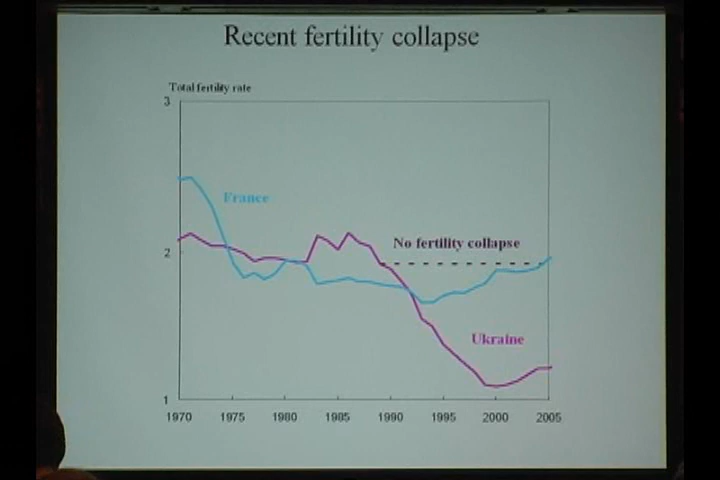 Recent fertility collapse
Total fertility rate
3
France
No fertility collapse
2
Ukraine
1
1970 1975 1980 1985 1990 1995 2000 2005